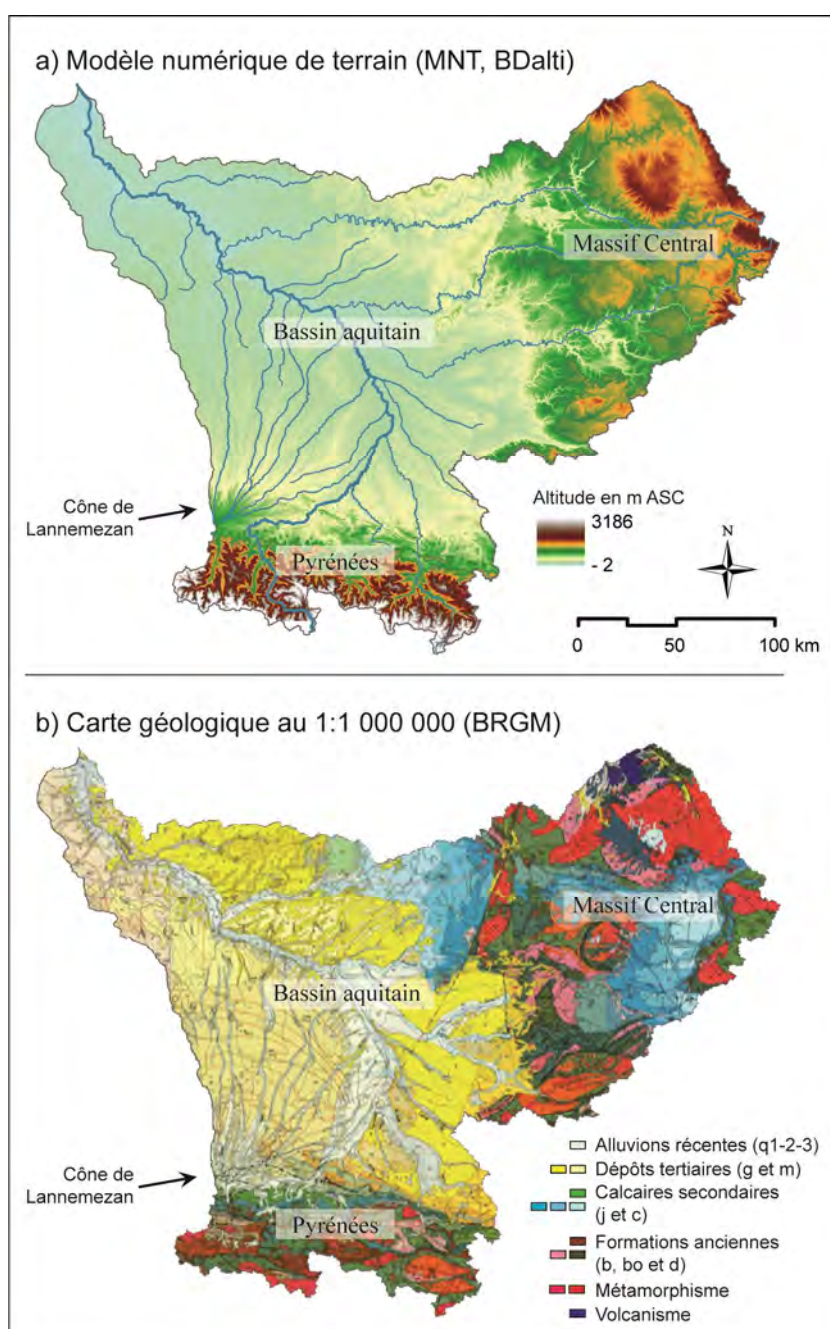 a) Modèle numérique de terrain (MNT, BDalti)
Massif Central
Bassin aquitain
Cône de
Lannemezan
Pyrénées
Altitude en m ASC
3186
- 2
N
0 50 100 km
b) Carte géologique au 1:1 000 000 (BRGM)
Massif Central
Bassin aquitain
Cône de
Lannemezan
Pyrénées
Alluvions récentes (q1-2-3)
Dépôts tertiaires (g et m)
Calcaires secondaires
(j et c)
Formations anciennes
(b, bo et d)
Métamorphisme
Volcanisme